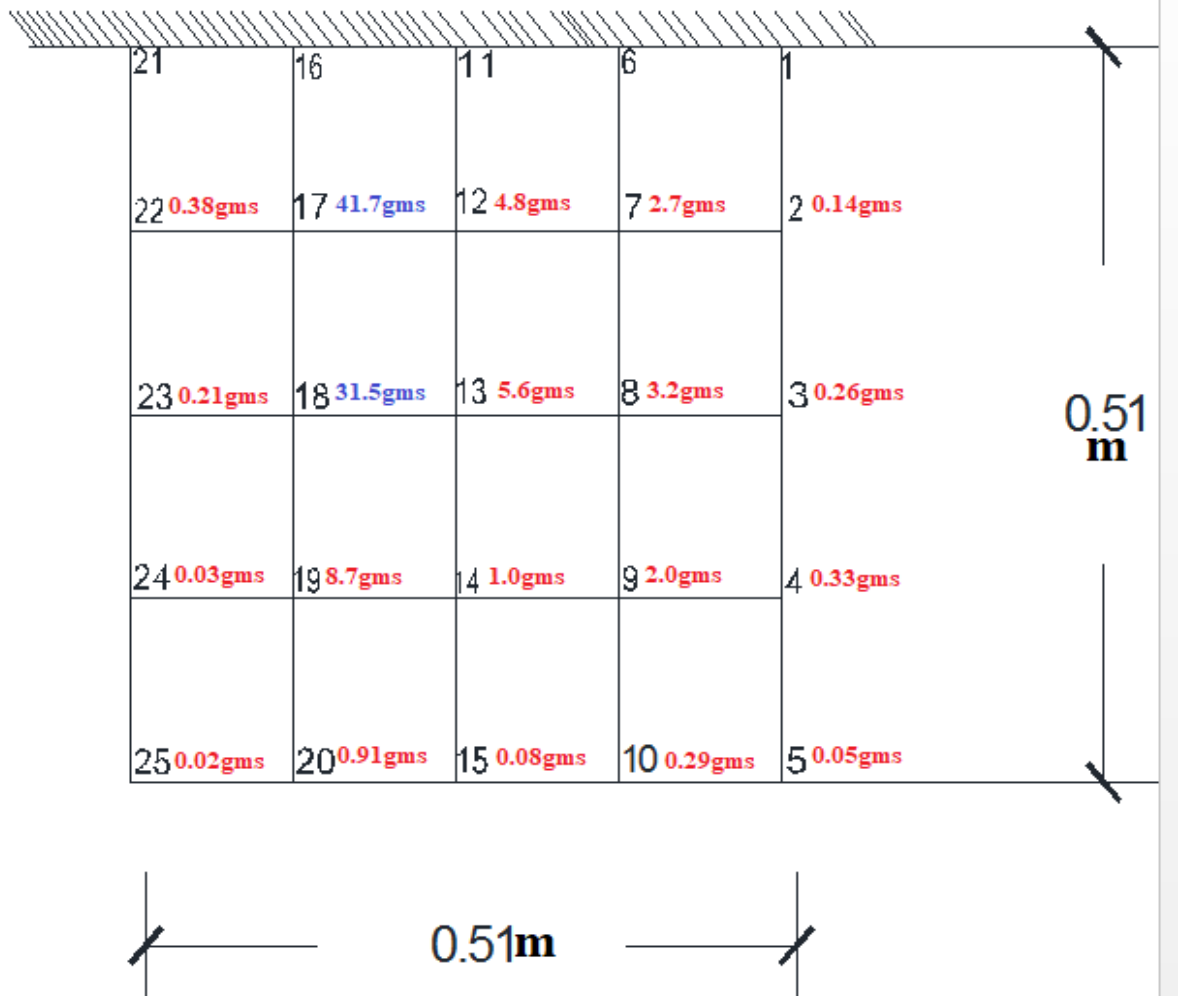 21 16 11 6 1
22 0.38gms 17 41.7gms 12 4.8gms 7 2.7gms 2 0.14gms
23 0.21gms 18 31.5gms 13 5.6gms 8 3.2gms 3 0.26gms
0.51
m
24 0.03gms 19 8.7gms 14 1.0gms 9 2.0gms 4 0.33gms
25 0.02gms 20 0.91gms 15 0.08gms 10 0.29gms 5 0.05gms
0.51m